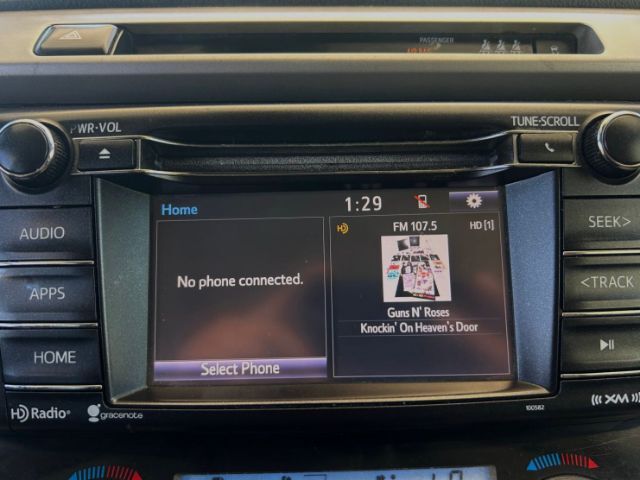 PASSENGER
PWR·VOL
TUNE·SCROLL
Home
1:29
AUDIO
SEEK>
FM 107.5
HD [1]
No phone connected.
APPS
<TRACK
Guns N' Roses
Knockin' On Heaven's Door
HOME
Select Phone
HD Radio®
gracenote
100582
((( XM )))